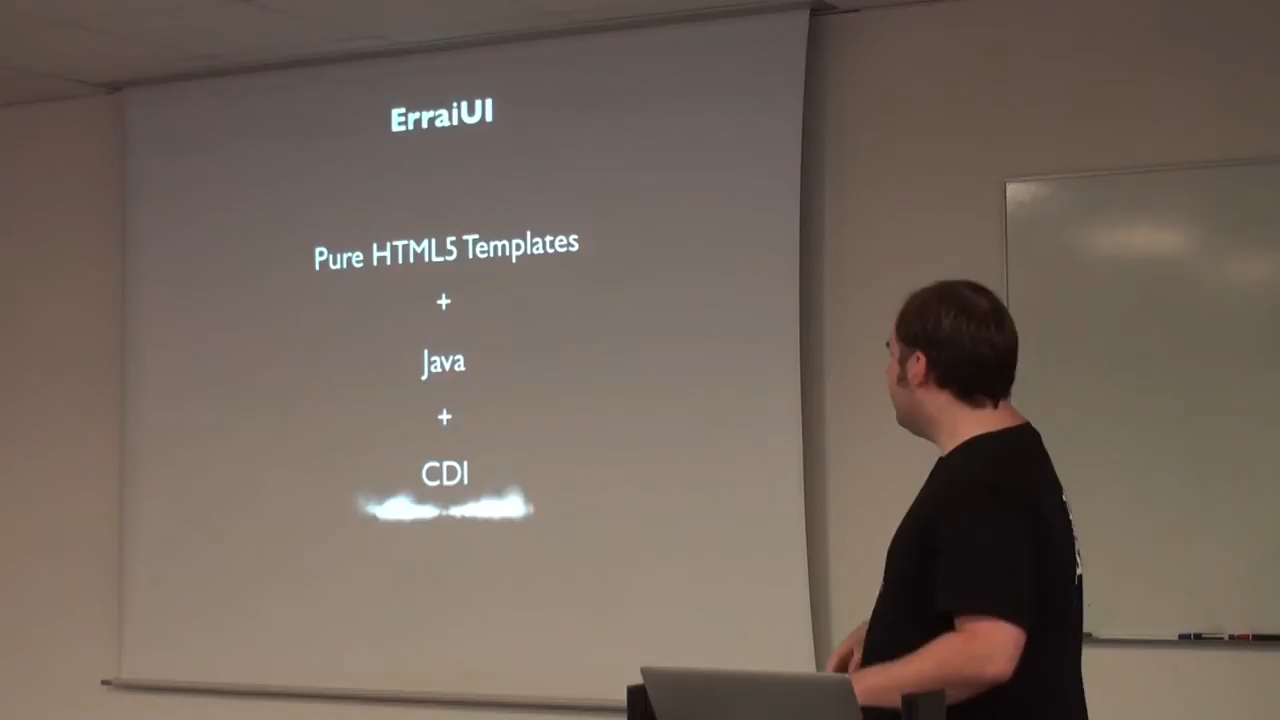 ErraiUI
Pure HTML5 Templates
+
Java
+
CDI